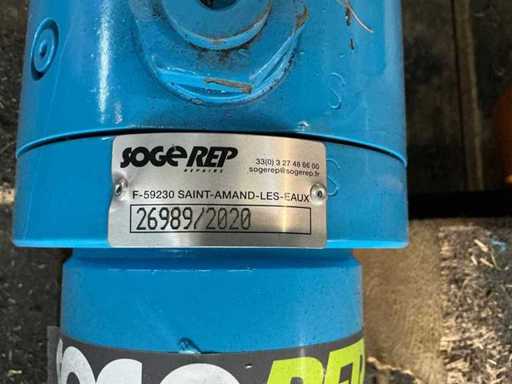 SOGEREP
REPAIRS
33(0) 3 27 48 66 00
sogerep@sogerep.fr
F-59230 SAINT-AMAND-LES-EAUX
26989/2020
SOGEREP